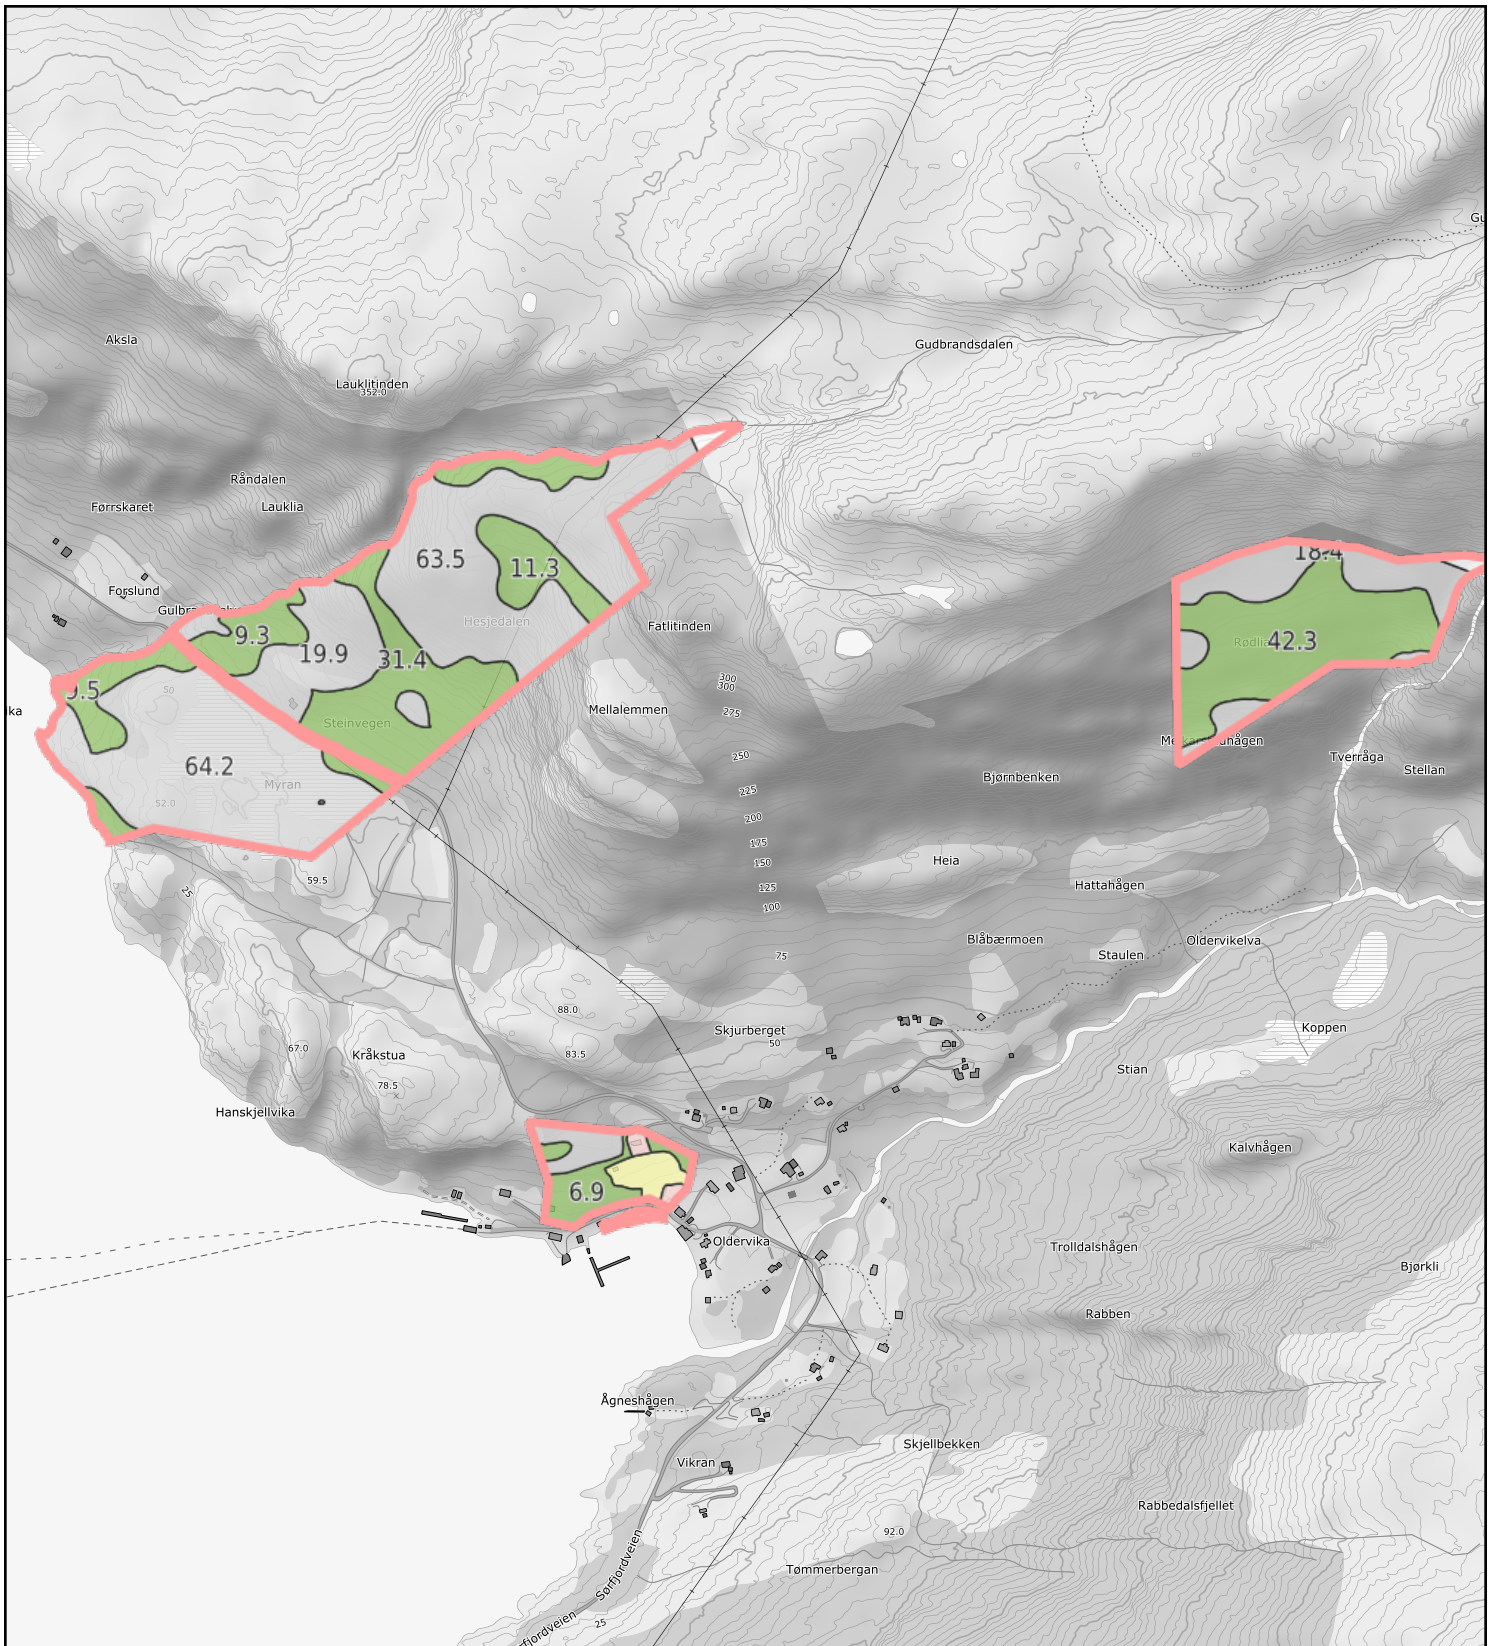 Gudbrandsdalen
Aksla
Lauklitinden
352.0
Råndalen
Lauklia
Førrskaret
Forslund
63.5
11.3
Hesjedalen
Fatlitinden
9.3
19.9
31.4
50
Steinvegen
64.2
Myran
52.0
59.5
25
18.4
42.3
Mellalemmen
300
300
275
250
225
200
175
150
125
100
75
Bjørnbenken
Tverråga
Stellan
Heia
Hattahågen
Blåbærmoen
Staulen
Oldervikelva
88.0
83.5
Skjurberget
50
Koppen
67.0
Kråkstua
78.5
Hanskjellvika
Stian
Kalvhågen
6.9
Oldervika
Trolldalshågen
Bjørkli
Rabben
Ågneshågen
Skjellbekken
Vikran
Rabbedalsfjellet
92.0
Tømmerbergan
Sørfjordveien
25